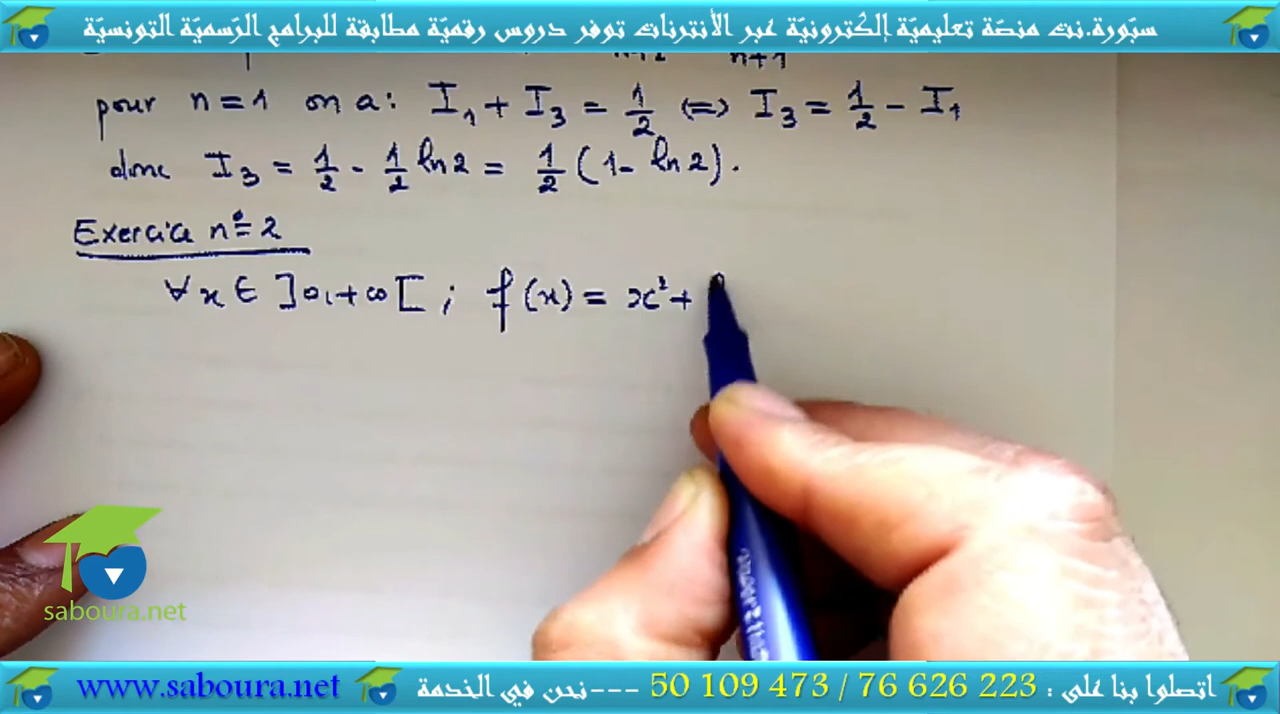 سبّورة.نت منصّة تعليميّة إلكترونيّة عبر الأنترنات توفر دروس رقميّة مطابقة للبرامج الرّسميّة التونسيّة
n+2 n+1
pour n = 1 on a : I₁ + I₃ = 1/2 ⇔ I₃ = 1/2 - I₁
donc I₃ = 1/2 - 1/2 ln2 = 1/2 (1 - ln2).
Exercice n° 2
∀x ∈ ]0,+∞[ ; f(x) = x² +
saboura.net
www.saboura.net اتصلوا بنا على : 223 626 76 / 473 109 50 ---نحن في الخدمة